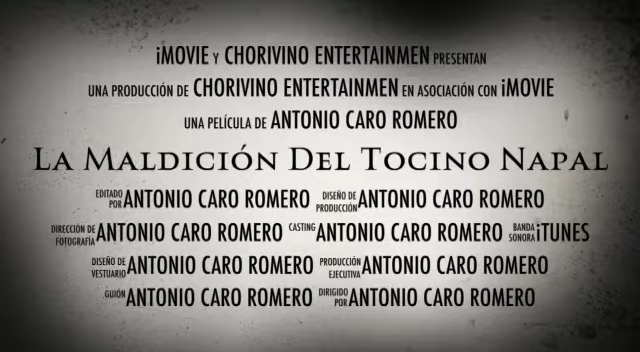 iMOVIE Y CHORIVINO ENTERTAINMEN PRESENTAN
UNA PRODUCCIÓN DE CHORIVINO ENTERTAINMEN EN ASOCIACIÓN CON iMOVIE
UNA PELÍCULA DE ANTONIO CARO ROMERO
LA MALDICIÓN DEL TOCINO NAPAL
EDITADO POR ANTONIO CARO ROMERO DISEÑO DE PRODUCCIÓN ANTONIO CARO ROMERO
DIRECCIÓN DE FOTOGRAFÍA ANTONIO CARO ROMERO CASTING ANTONIO CARO ROMERO BANDA SONORA iTUNES
DISEÑO DE VESTUARIO ANTONIO CARO ROMERO PRODUCCIÓN EJECUTIVA ANTONIO CARO ROMERO
GUIÓN ANTONIO CARO ROMERO DIRIGIDO POR ANTONIO CARO ROMERO